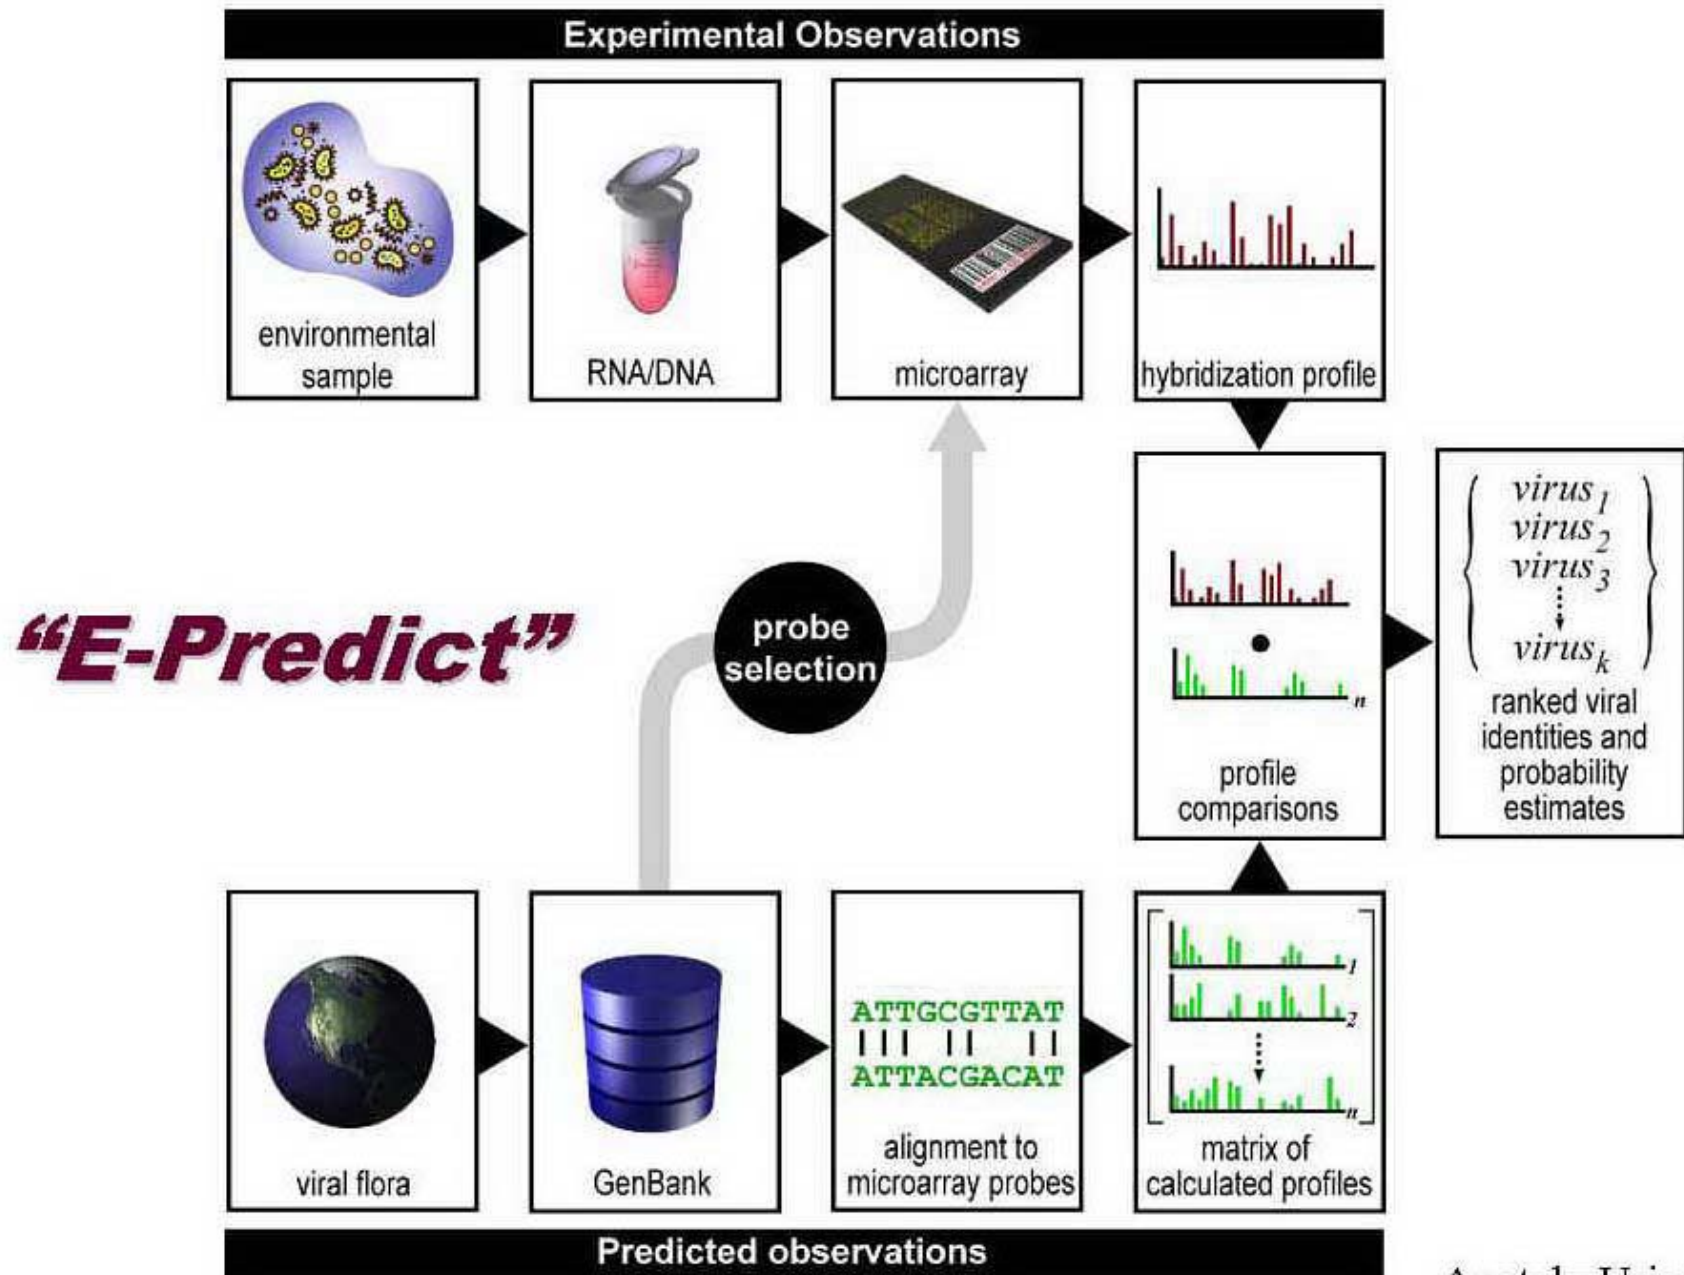 Experimental Observations
environmental
sample
RNA/DNA
microarray
hybridization profile
virus1
virus2
virus3
virusk
ranked viral
identities and
probability
estimates
"E-Predict"
probe
selection
n
profile
comparisons
viral flora
GenBank
ATTGCGTTAT
ATTACGACAT
alignment to
microarray probes
1
2
n
matrix of
calculated profiles
Predicted observations